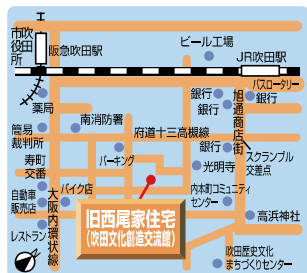 吹田
市役所
阪急吹田駅
ビール工場
JR吹田駅
バスロータリー
薬局
銀行
銀行
銀行
旭通商店街
南消防署
府道十三高槻線
簡易
裁判所
銀行
スクランブル
交差点
パーキング
光明寺
寿町
交番
内本町コミュニティ
センター
自動車
販売店
バイク店
大阪内環状線
旧西尾家住宅
(吹田文化創造交流館)
高浜神社
レストラン
吹田歴史文化
まちづくりセンター